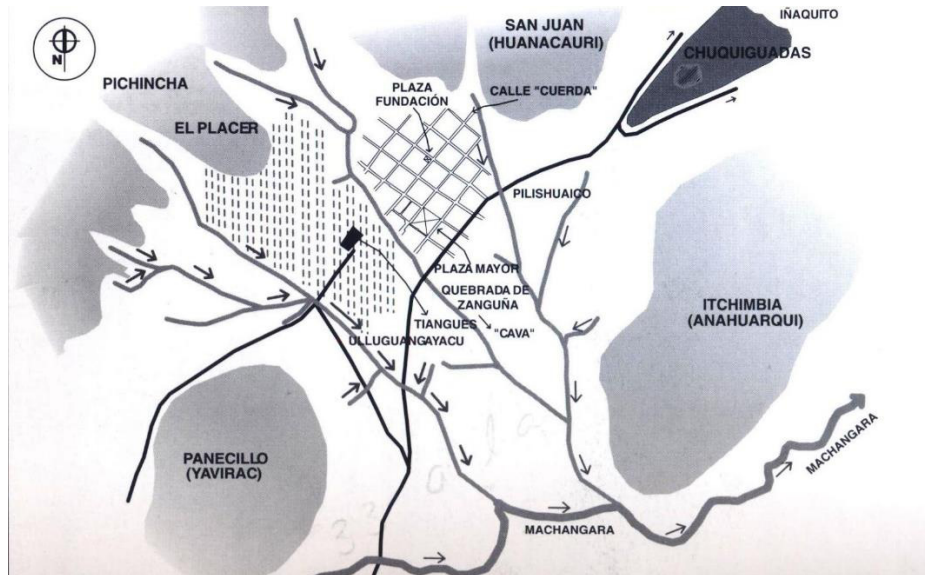 IÑAQUITO
SAN JUAN
(HUANACAURI)
CHUQUIGUADAS
N
PICHINCHA
PLAZA
FUNDACIÓN
CALLE "CUERDA"
EL PLACER
PILISHUAICO
PLAZA MAYOR
QUEBRADA DE
ZANGUÑA
ITCHIMBIA
(ANAHUARQUI)
TIANGUES
"CAVA"
ULLUGUANGAYACU
PANECILLO
(YAVIRAC)
MACHANGARA
MACHANGARA